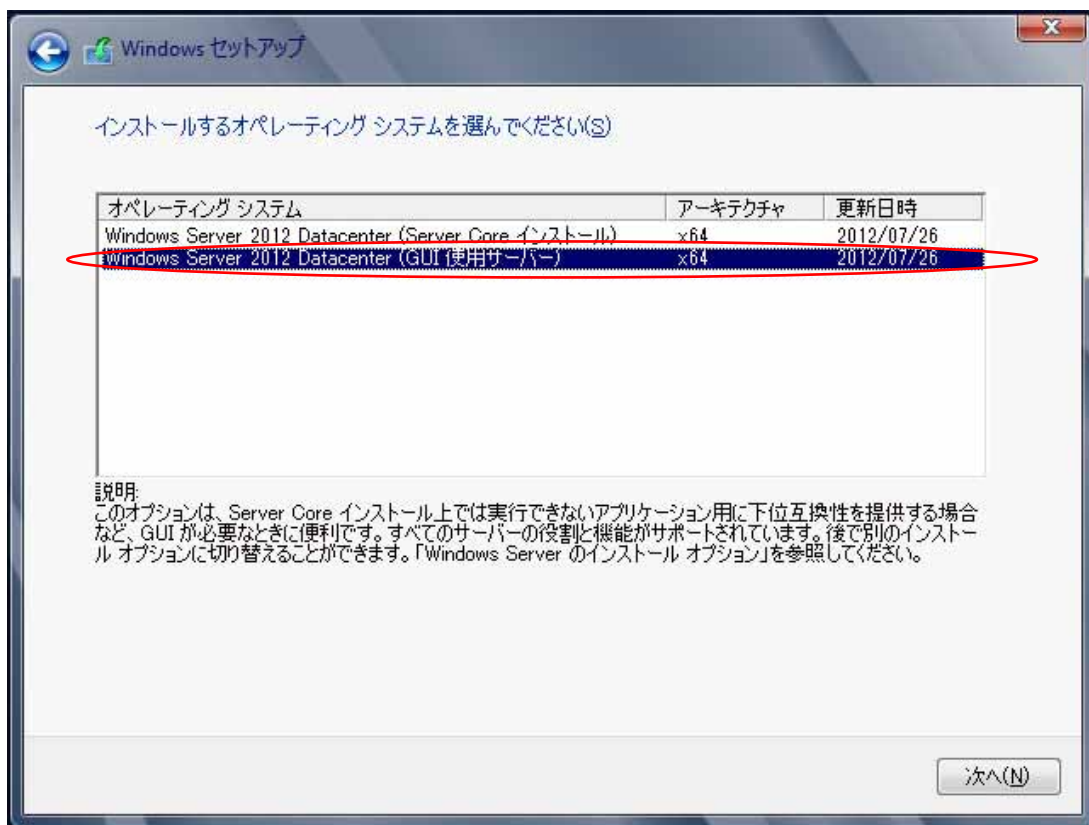 Windows セットアップ
インストールするオペレーティング システムを選んでください(S)
オペレーティング システム アーキテクチャ 更新日時
Windows Server 2012 Datacenter (Server Core インストール) x64 2012/07/26
Windows Server 2012 Datacenter (GUI 使用サーバー) x64 2012/07/26
説明:
このオプションは、Server Core インストール上では実行できないアプリケーション用に下位互換性を提供する場合
など、GUI が必要なときに便利です。すべてのサーバーの役割と機能がサポートされています。後で別のインストー
ル オプションに切り替えることができます。「Windows Server のインストール オプション」を参照してください。
次へ(N)